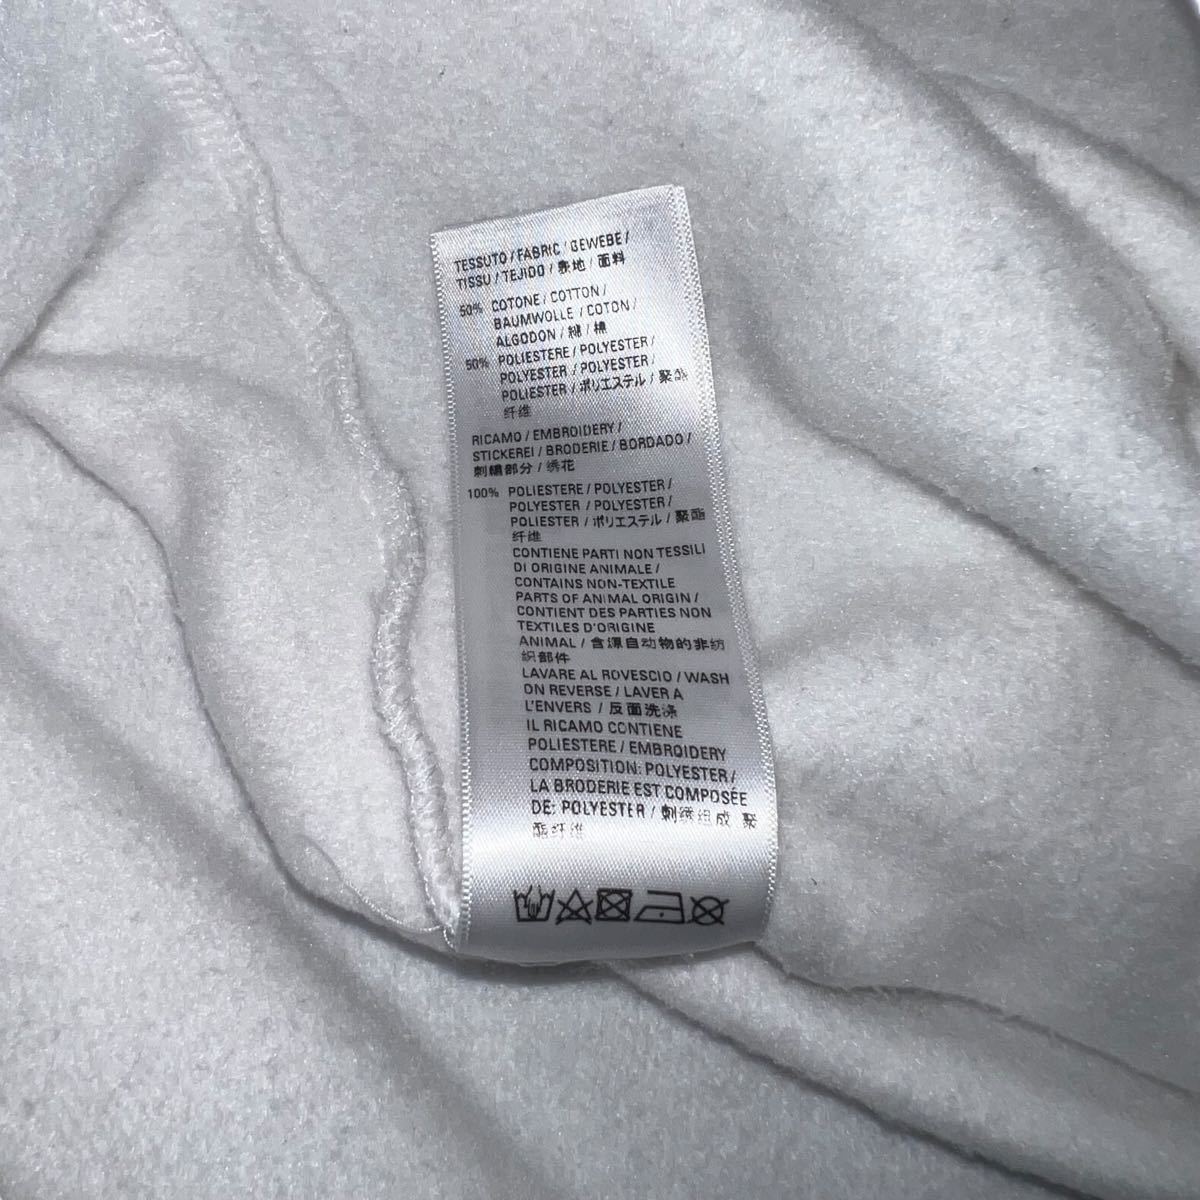 TESSUTO / FABRIC / GEWEBE /
TISSU / TEJIDO / 表地 / 面料
50% COTONE / COTTON /
BAUMWOLLE / COTON /
ALGODON / 綿 / 棉
50% POLIESTERE / POLYESTER /
POLYESTER / POLYESTER /
POLIESTER / ポリエステル / 聚酯
纤维
RICAMO / EMBROIDERY /
STICKEREI / BRODERIE / BORDADO /
刺繍部分 / 绣花
100% POLIESTERE / POLYESTER /
POLYESTER / POLYESTER /
POLIESTER / ポリエステル / 聚酯
纤维
CONTIENE PARTI NON TESSILI
DI ORIGINE ANIMALE /
CONTAINS NON-TEXTILE
PARTS OF ANIMAL ORIGIN /
CONTIENT DES PARTIES NON
TEXTILES D'ORIGINE
ANIMAL / 含源自动物的非纺
织部件
LAVARE AL ROVESCIO / WASH
ON REVERSE / LAVER A
L'ENVERS / 反面洗涤
IL RICAMO CONTIENE
POLIESTERE / EMBROIDERY
COMPOSITION: POLYESTER /
LA BRODERIE EST COMPOSÉE
DE: POLYESTER / 刺绣组成 聚
酯纤维